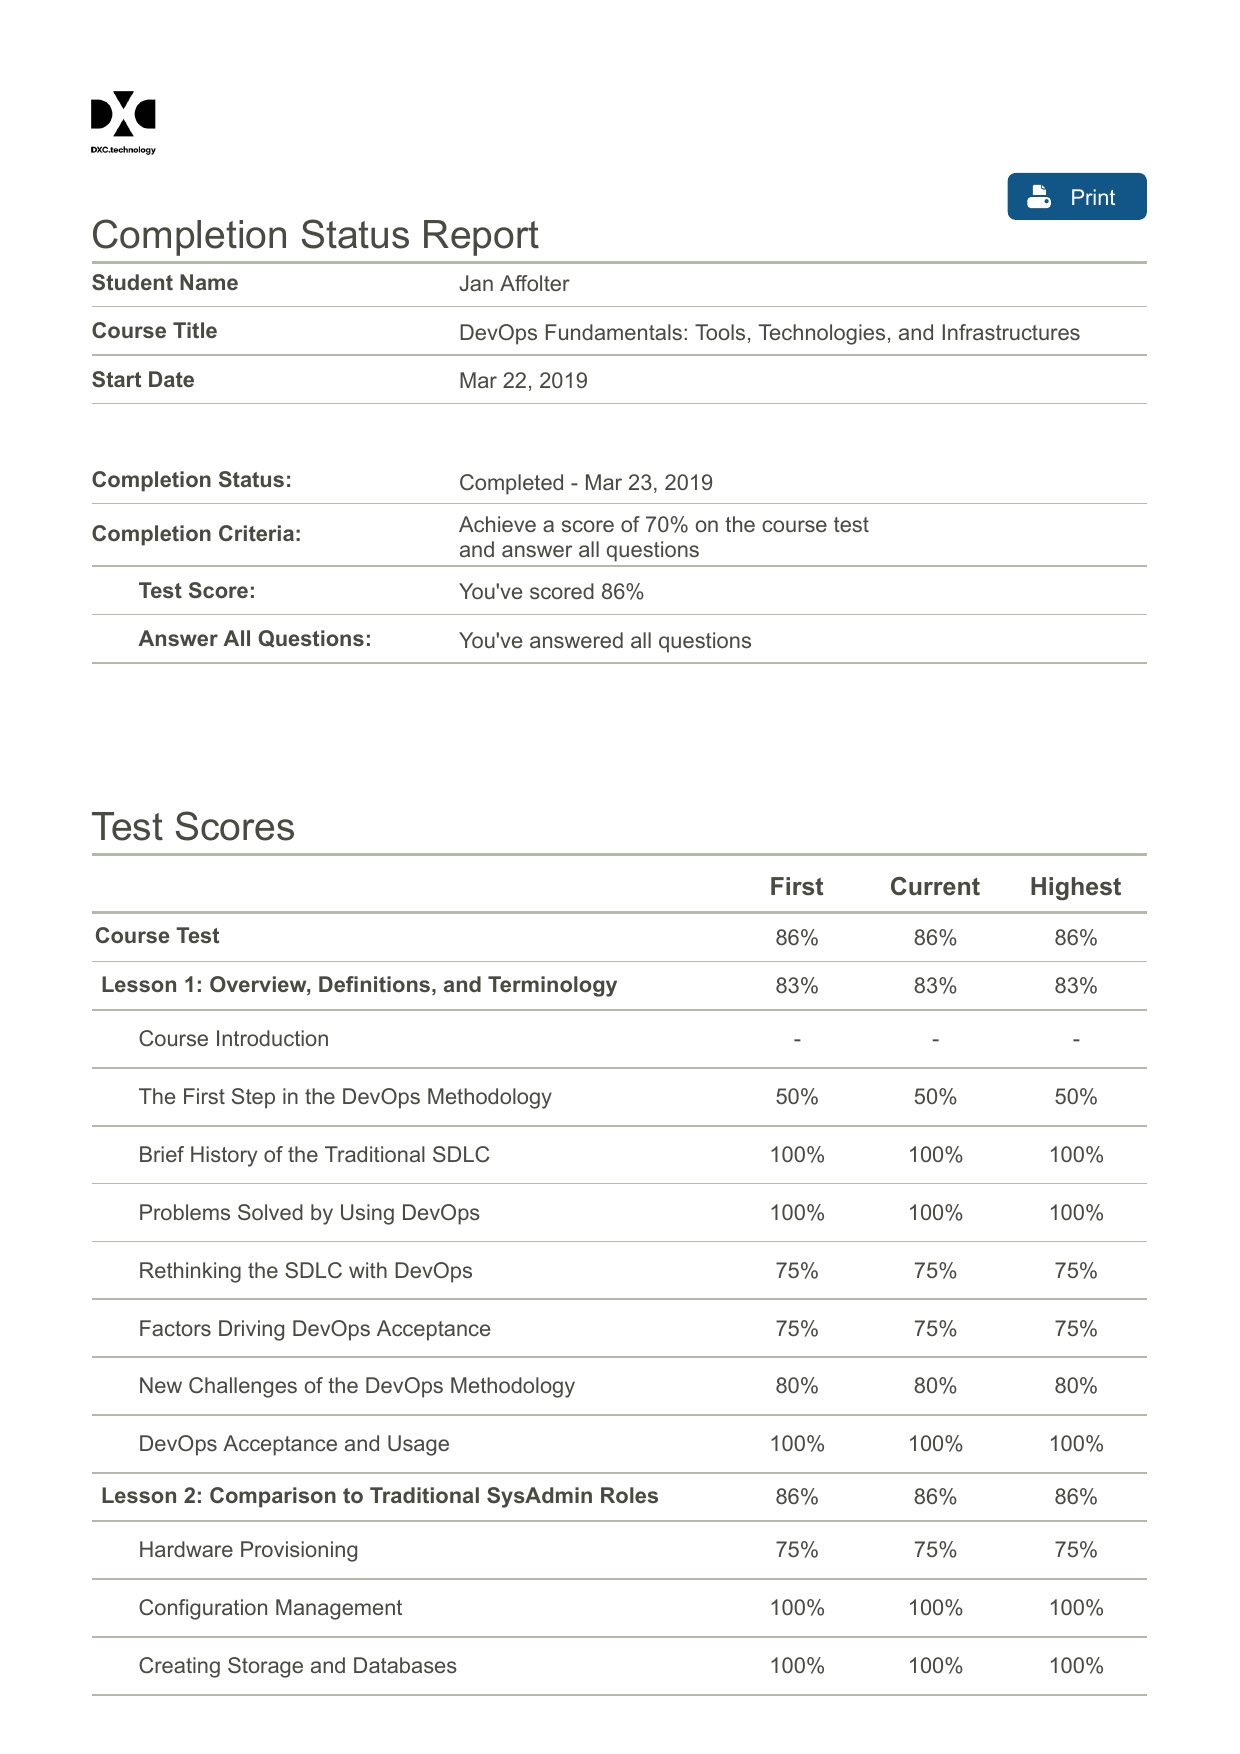 DXC.technology
Print
Completion Status Report
Student Name Jan Affolter
Course Title DevOps Fundamentals: Tools, Technologies, and Infrastructures
Start Date Mar 22, 2019
Completion Status: Completed - Mar 23, 2019
Completion Criteria: Achieve a score of 70% on the course test
and answer all questions
Test Score: You've scored 86%
Answer All Questions: You've answered all questions
Test Scores
First Current Highest
Course Test 86% 86% 86%
Lesson 1: Overview, Definitions, and Terminology 83% 83% 83%
Course Introduction - - -
The First Step in the DevOps Methodology 50% 50% 50%
Brief History of the Traditional SDLC 100% 100% 100%
Problems Solved by Using DevOps 100% 100% 100%
Rethinking the SDLC with DevOps 75% 75% 75%
Factors Driving DevOps Acceptance 75% 75% 75%
New Challenges of the DevOps Methodology 80% 80% 80%
DevOps Acceptance and Usage 100% 100% 100%
Lesson 2: Comparison to Traditional SysAdmin Roles 86% 86% 86%
Hardware Provisioning 75% 75% 75%
Configuration Management 100% 100% 100%
Creating Storage and Databases 100% 100% 100%